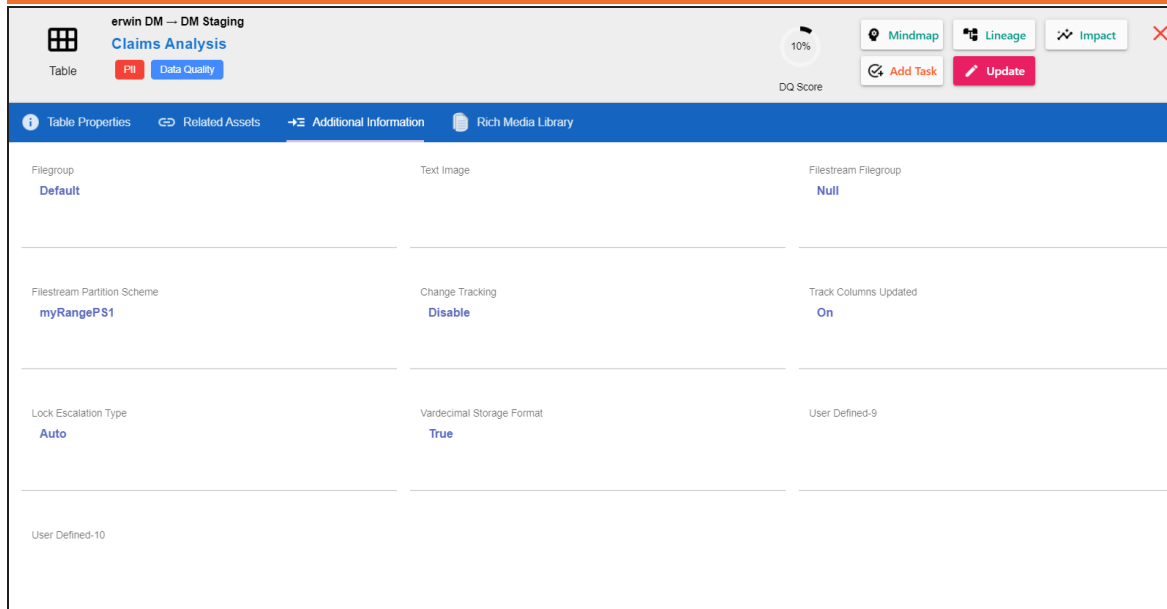 erwin DM → DM Staging
Claims Analysis
Table
PII Data Quality
10%
DQ Score
Mindmap Lineage Impact
Add Task Update
Table Properties Related Assets Additional Information Rich Media Library
Filegroup Text Image Filestream Filegroup
Default Null
Filestream Partition Scheme Change Tracking Track Columns Updated
myRangePS1 Disable On
Lock Escalation Type Vardecimal Storage Format User Defined-9
Auto True
User Defined-10